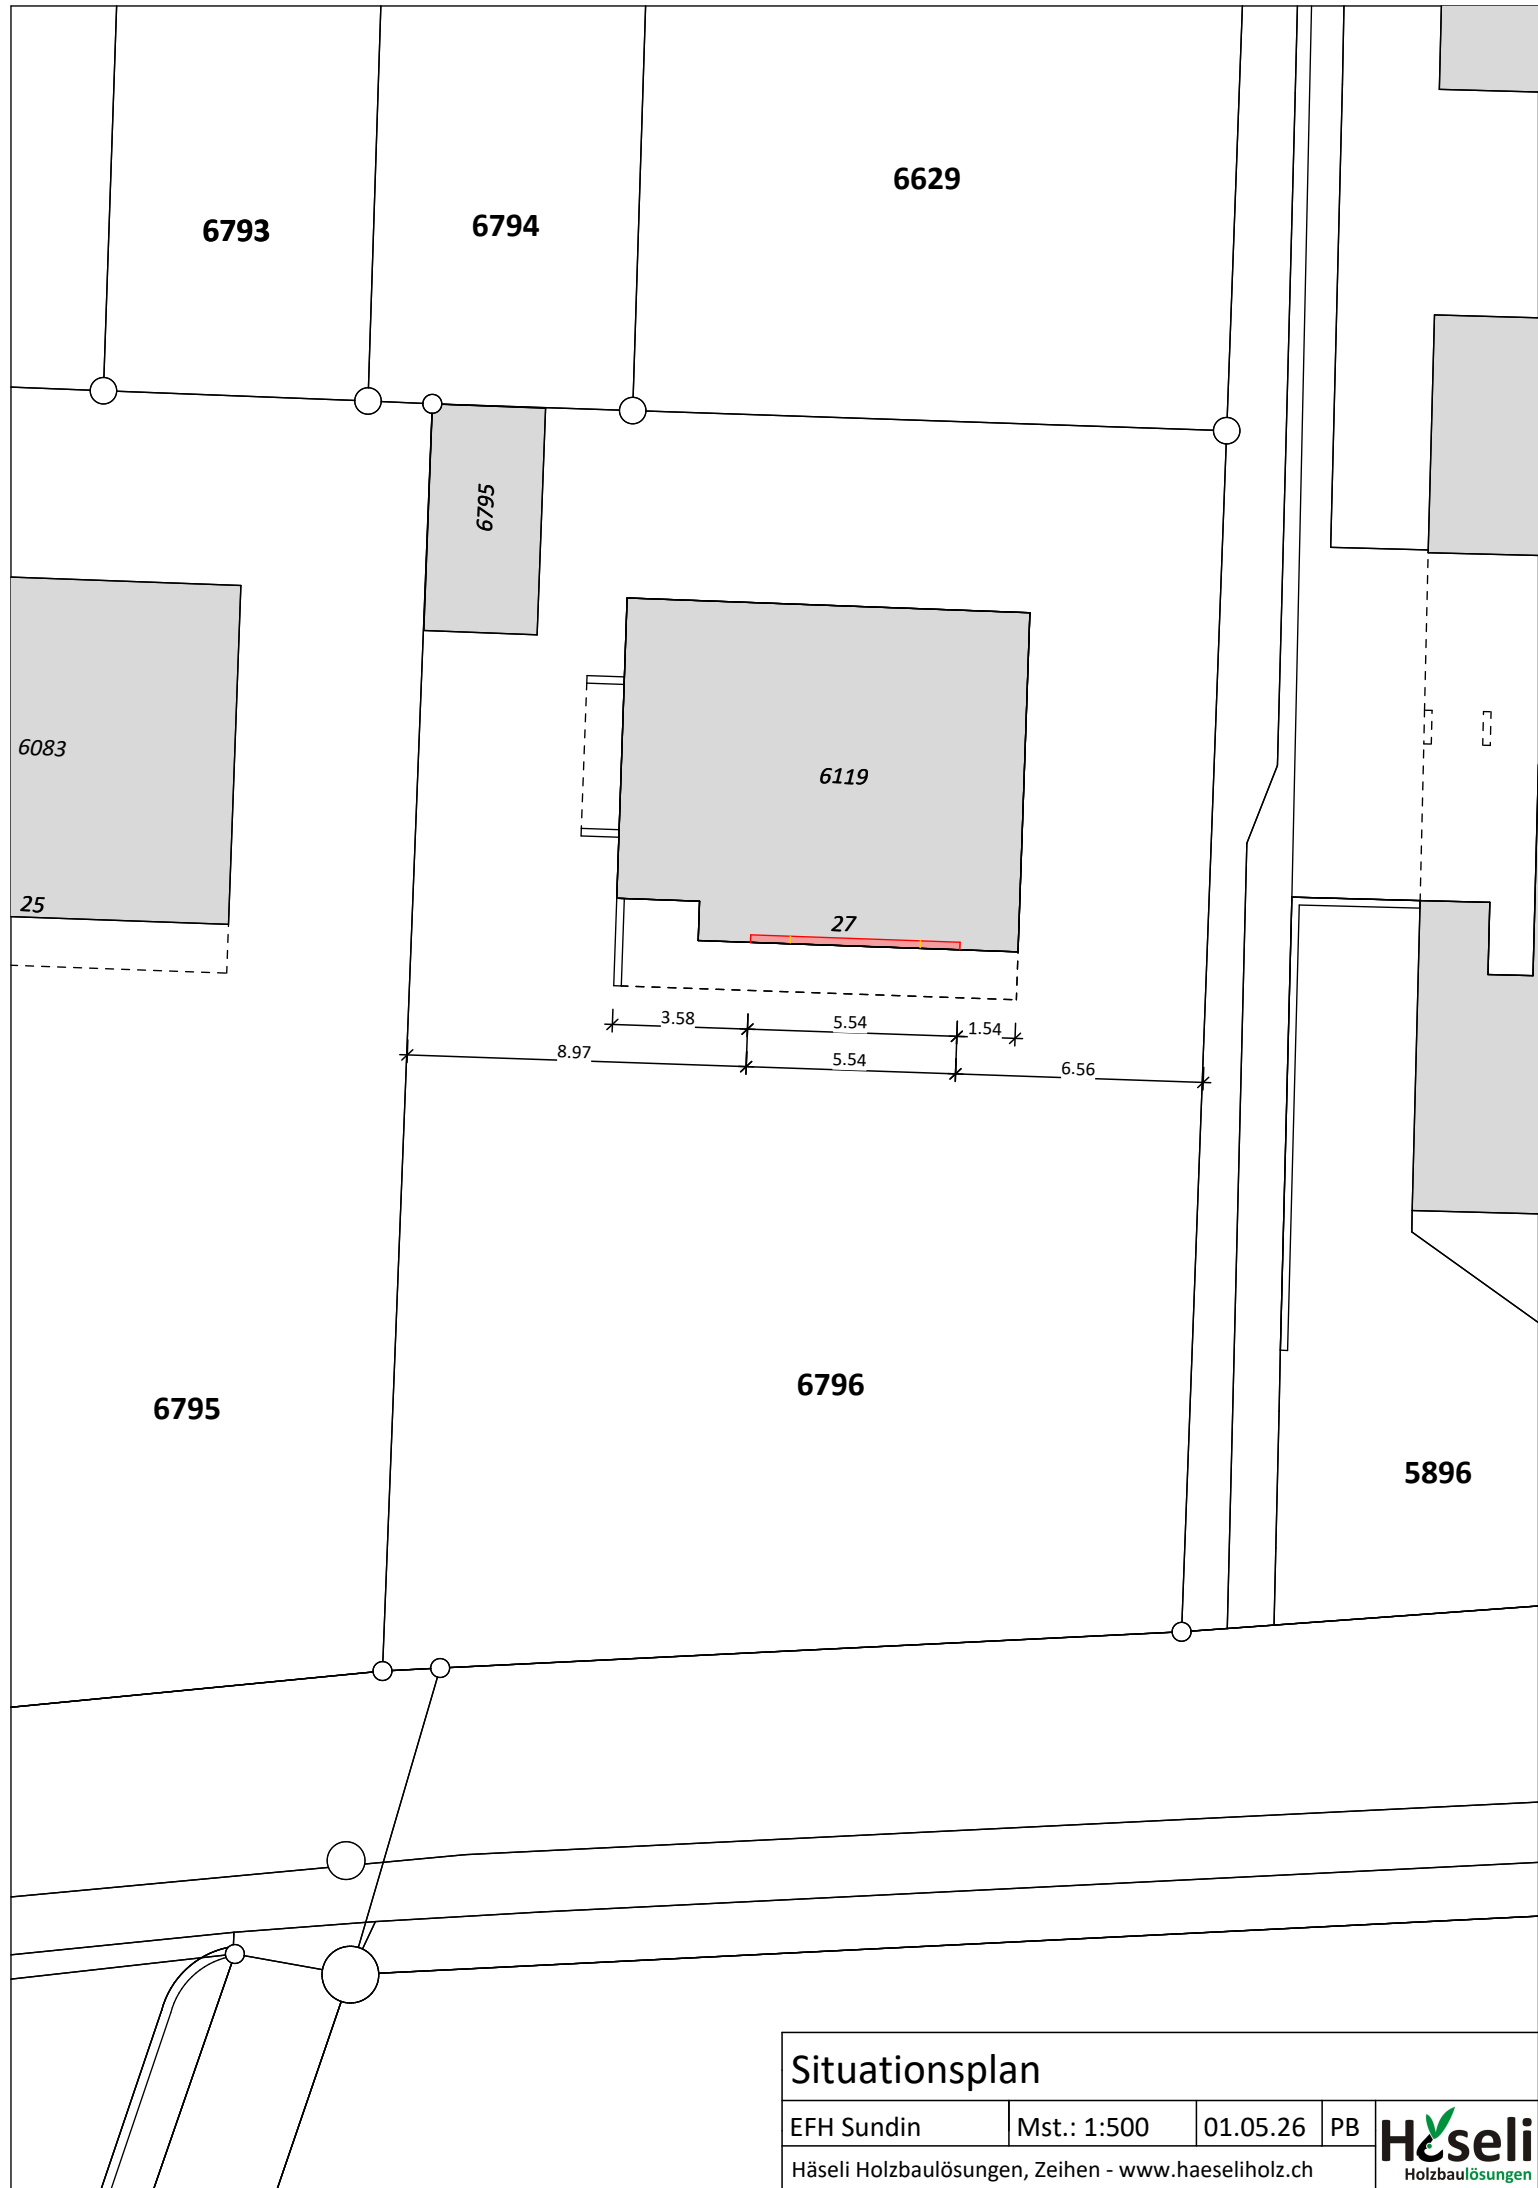 6629
6793
6794
6795
6083
6119
25
27
3.58
5.54
1.54
8.97
5.54
6.56
6796
6795
5896
Situationsplan
EFH Sundin
Mst.: 1:500
01.05.26
PB
Häseli Holzbaulösungen, Zeihen - www.haeseliholz.ch
Häseli
Holzbaulösungen